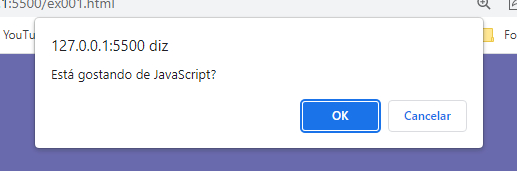 1:5500/ex001.html
YouTu
Fo
127.0.0.1:5500 diz
Está gostando de JavaScript?
OK
Cancelar